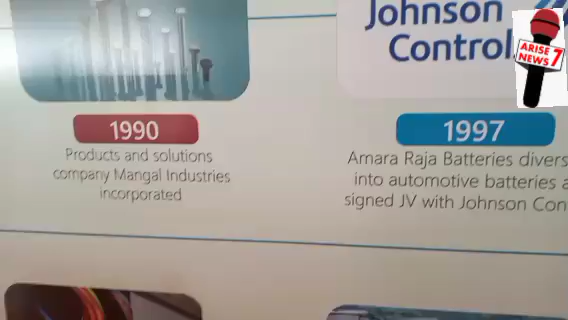 Johnson
Control
ARISE
NEWS 7
1990
Products and solutions
company Mangal Industries
incorporated
1997
Amara Raja Batteries divers
into automotive batteries a
signed JV with Johnson Con